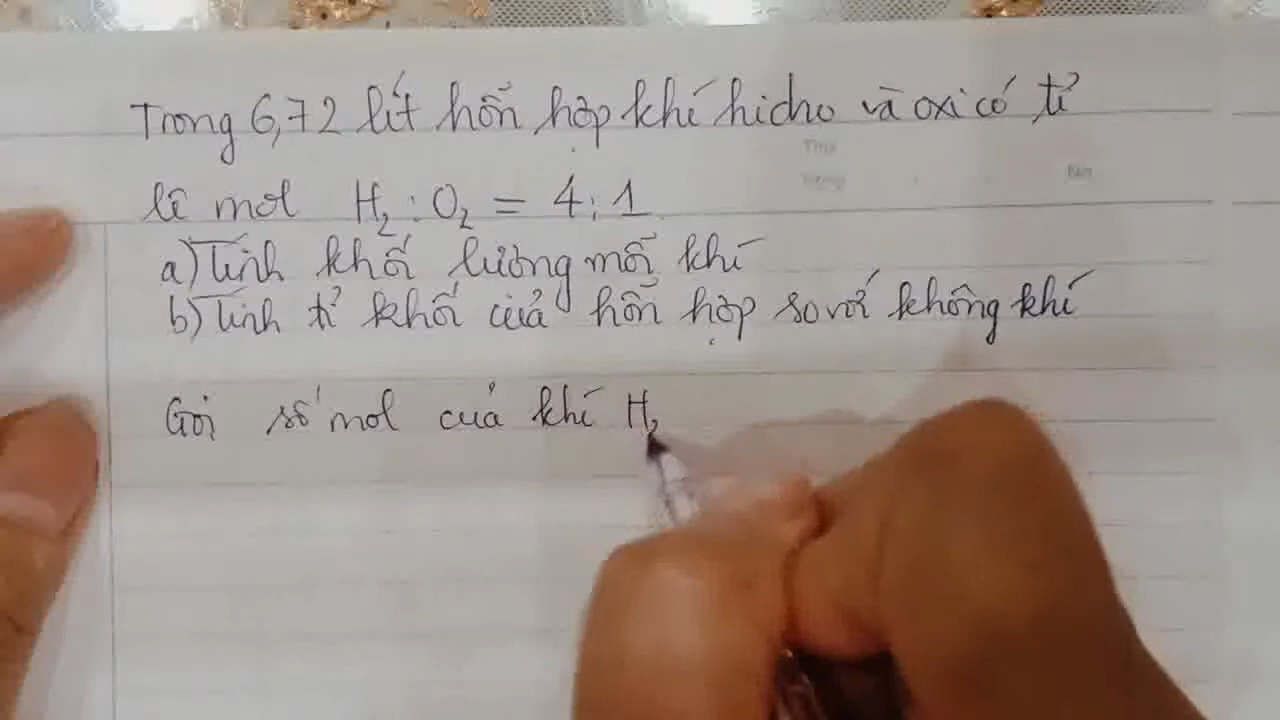 Trong 6,72 lít hỗn hợp khí hidro và oxi có tỉ
lệ mol H₂ : O₂ = 4 : 1
a) Tính khối lượng mỗi khí
b) Tính tỉ khối của hỗn hợp so với không khí
Gọi số mol của khí H₂